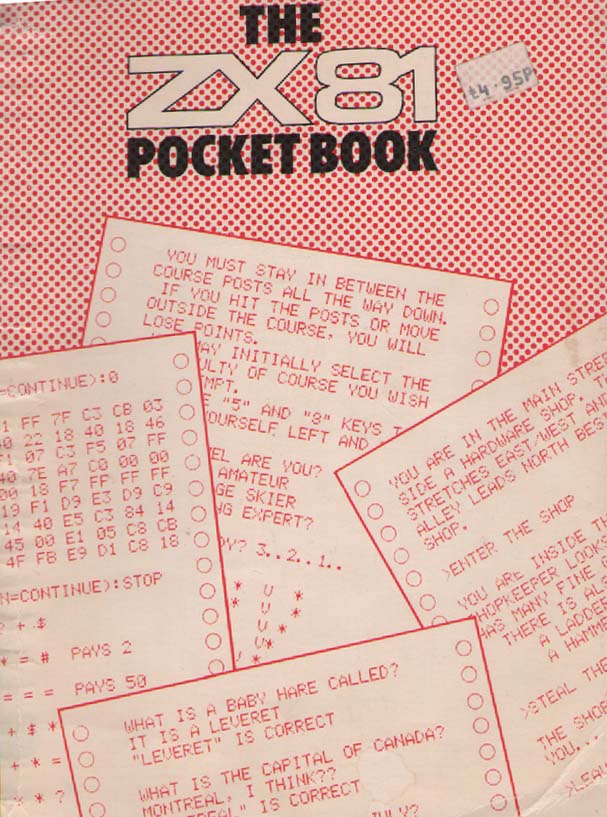 THE
ZX81
POCKET BOOK
£4.95P
YOU MUST STAY IN BETWEEN THE
COURSE POSTS ALL THE WAY DOWN.
IF YOU HIT THE POSTS OR MOVE
OUTSIDE THE COURSE, YOU WILL
LOSE POINTS.
INITIALLY SELECT THE
OF COURSE YOU WISH
"5" AND "8" KEYS
LEFT AND
ARE YOU?
AMATEUR
SKIER
EXPERT?
3..2..1..
* U *
* U *
U *
U*
U *
=CONTINUE):0
1 FF 7F C3 CB 03
40 22 18 40 18 46
F1 07 C3 F5 07 FF
40 7E A7 C0 00 00
00 18 F7 FF FF FF
19 F1 D9 E3 D9 C9
14 40 E5 C3 84 14
45 00 E1 05 C8 CB
4F FB E9 D1 C8 18
N=CONTINUE):STOP
+ $
* = # PAYS 2
= = = PAYS 50
+ $ *
+ * =
* ?
YOU ARE IN THE MAIN
SIDE A HARDWARE SHOP.
STRETCHES EAST/WEST AND
ALLEY LEADS NORTH
SHOP.
>ENTER THE SHOP
YOU ARE INSIDE
LOOKS
HAS MANY FINE
THERE IS
A LADDER
A
>STEAL THE
THE
YOU...
WHAT IS A BABY HARE CALLED?
IT IS A LEVERET
"LEVERET" IS CORRECT
WHAT IS THE CAPITAL OF CANADA?
MONTREAL, I THINK??
IS CORRECT
JULY?